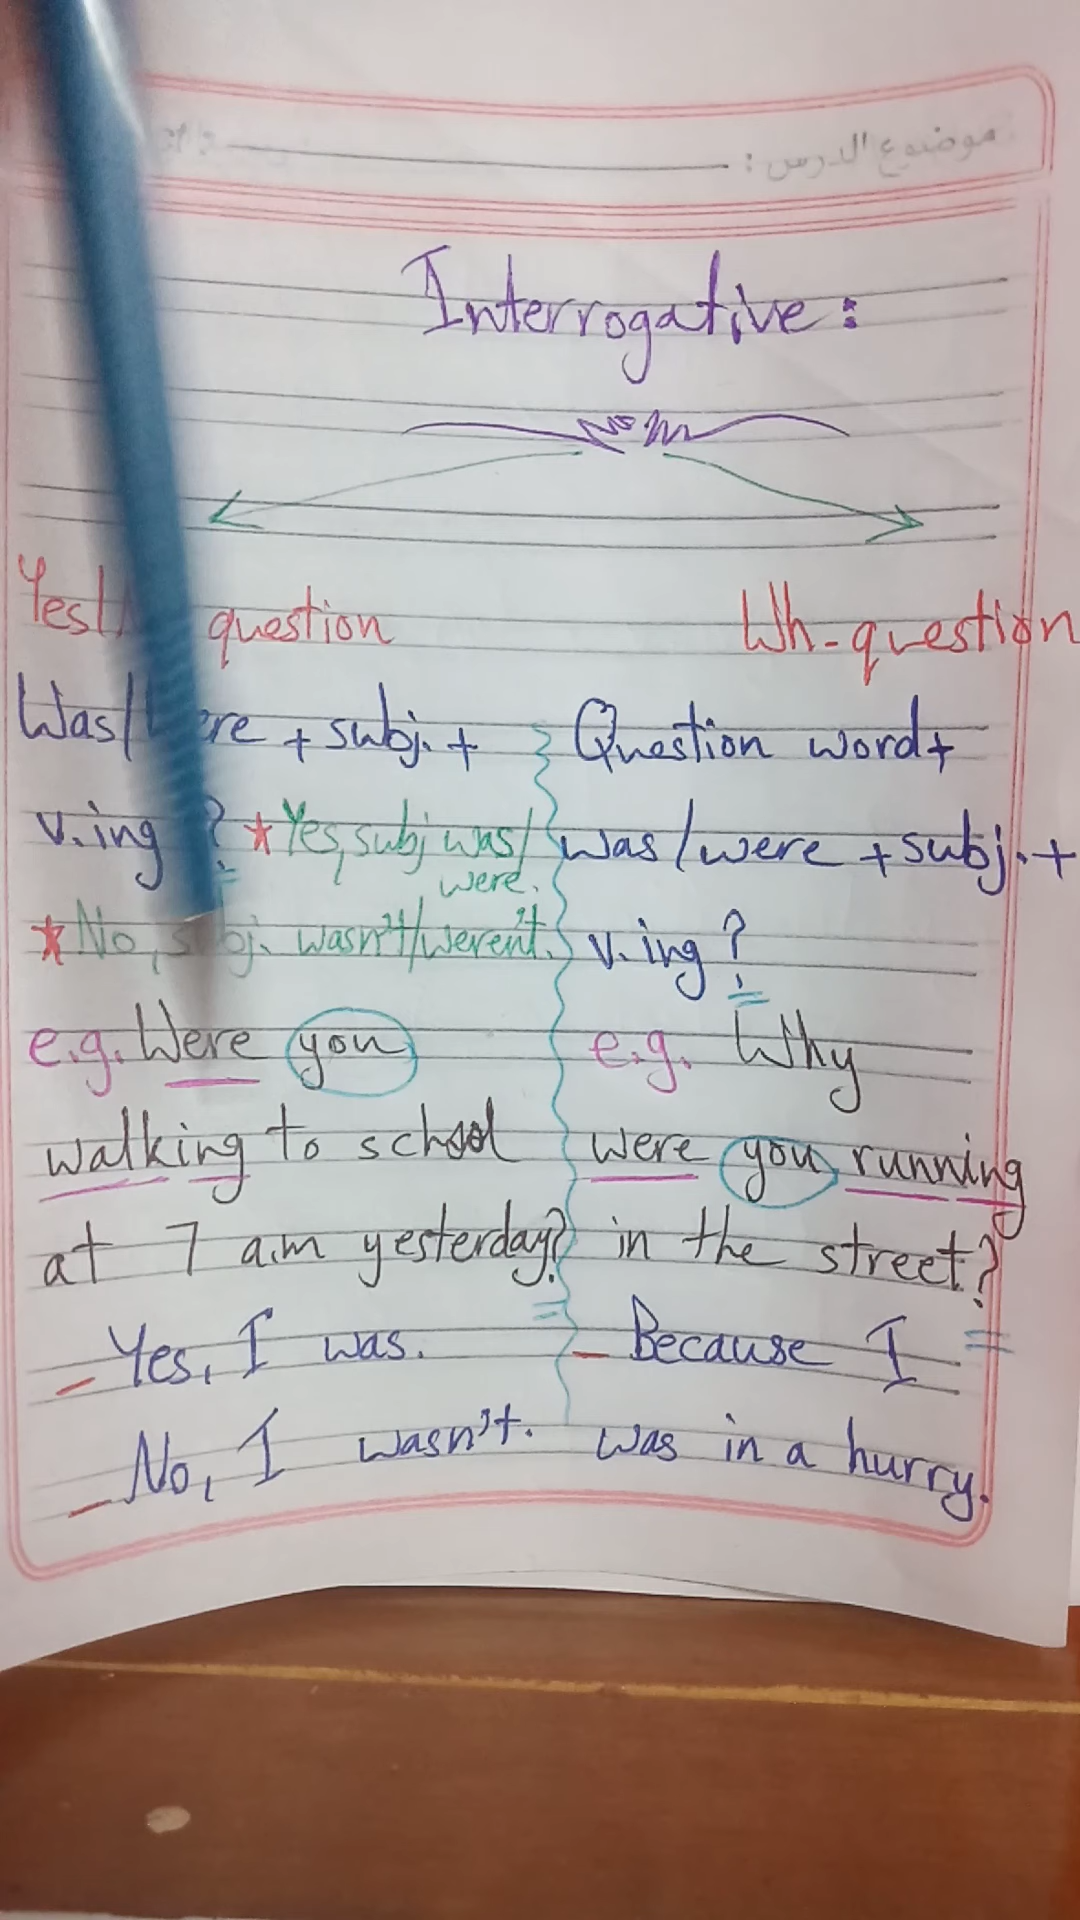 موضوع الدرس :
Interrogative :
Yes/ question
Wh-question
Was/ + subj. +
v.ing ? * Yes, subj was/
were.
* No, subj. wasn't/weren't.
e.g. Were you
walking to school
at 7 a.m yesterday?
- Yes, I was.
- No, I wasn't.
Question word +
was/were + subj. +
v.ing ?
e.g. Why
were you running
in the street?
- Because I
was in a hurry.